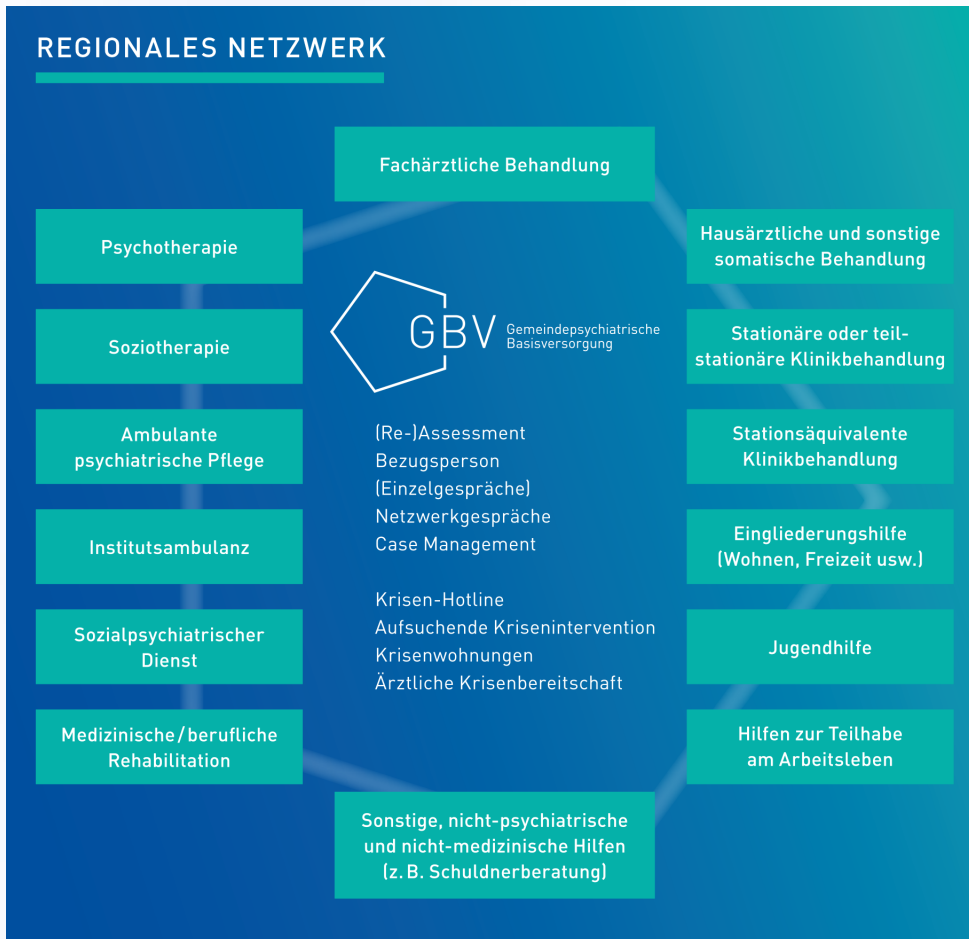 REGIONALES NETZWERK
Fachärztliche Behandlung
Psychotherapie
Soziotherapie
Ambulante
psychiatrische Pflege
Institutsambulanz
Sozialpsychiatrischer
Dienst
Medizinische/berufliche
Rehabilitation
GBV
Gemeindepsychiatrische
Basisversorgung
(Re-)Assessment
Bezugsperson
(Einzelgespräche)
Netzwerkgespräche
Case Management
Krisen-Hotline
Aufsuchende Krisenintervention
Krisenwohnungen
Ärztliche Krisenbereitschaft
Hausärztliche und sonstige
somatische Behandlung
Stationäre oder teil-
stationäre Klinikbehandlung
Stationsäquivalente
Klinikbehandlung
Eingliederungshilfe
(Wohnen, Freizeit usw.)
Jugendhilfe
Hilfen zur Teilhabe
am Arbeitsleben
Sonstige, nicht-psychiatrische
und nicht-medizinische Hilfen
(z. B. Schuldnerberatung)